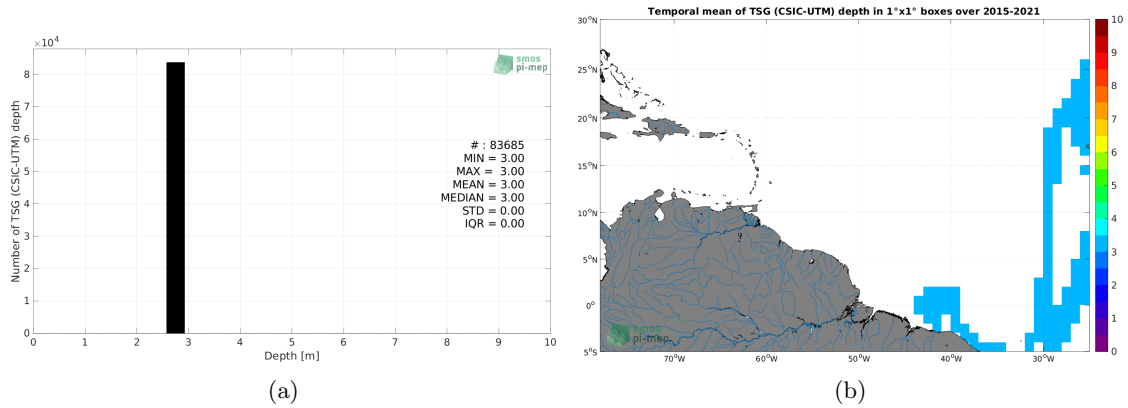 ×10⁴
8
7
6
5
4
3
2
1
0
Number of TSG (CSIC-UTM) depth
smos
pi-mep
# : 83685
MIN = 3.00
MAX = 3.00
MEAN = 3.00
MEDIAN = 3.00
STD = 0.00
IQR = 0.00
0 1 2 3 4 5 6 7 8 9 10
Depth [m]
(a)
Temporal mean of TSG (CSIC-UTM) depth in 1°x1° boxes over 2015-2021
30°N
25°N
20°N
15°N
10°N
5°N
0°
5°S
70°W 60°W 50°W 40°W 30°W
smos
pi-mep
10
9
8
7
6
5
4
3
2
1
0
(b)